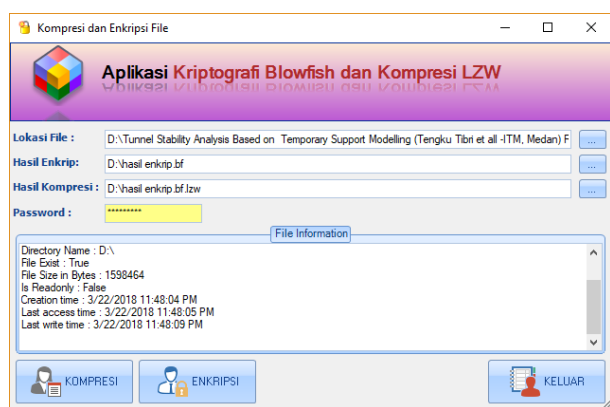 Kompresi dan Enkripsi File
Aplikasi Kriptografi Blowfish dan Kompresi LZW
Lokasi File : D:\Tunnel Stability Analysis Based on  Temporary Support Modelling (Tengku Tibri et all -ITM, Medan) F ...
Hasil Enkrip: D:\hasil enkrip.bf ...
Hasil Kompresi : D:\hasil enkrip.bf.lzw ...
Password : *********
File Information
Directory Name : D:\
File Exist : True
File Size in Bytes : 1598464
Is Readonly : False
Creation time : 3/22/2018 11:48:04 PM
Last access time : 3/22/2018 11:48:05 PM
Last write time : 3/22/2018 11:48:09 PM
KOMPRESI ENKRIPSI KELUAR